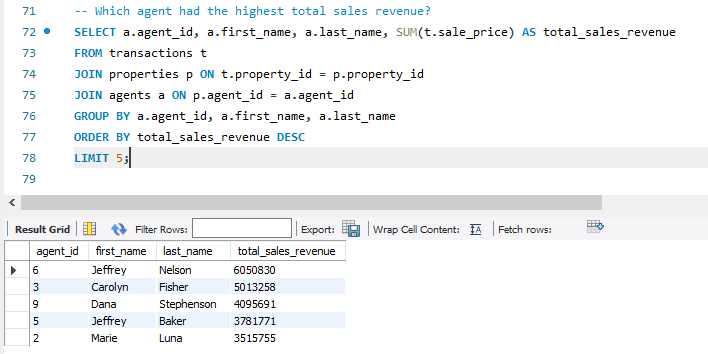 71 -- Which agent had the highest total sales revenue?
72 SELECT a.agent_id, a.first_name, a.last_name, SUM(t.sale_price) AS total_sales_revenue
73 FROM transactions t
74 JOIN properties p ON t.property_id = p.property_id
75 JOIN agents a ON p.agent_id = a.agent_id
76 GROUP BY a.agent_id, a.first_name, a.last_name
77 ORDER BY total_sales_revenue DESC
78 LIMIT 5;
79
Result Grid Filter Rows: Export: Wrap Cell Content: IA Fetch rows:
agent_id first_name last_name total_sales_revenue
6 Jeffrey Nelson 6050830
3 Carolyn Fisher 5013258
9 Dana Stephenson 4095691
5 Jeffrey Baker 3781771
2 Marie Luna 3515755